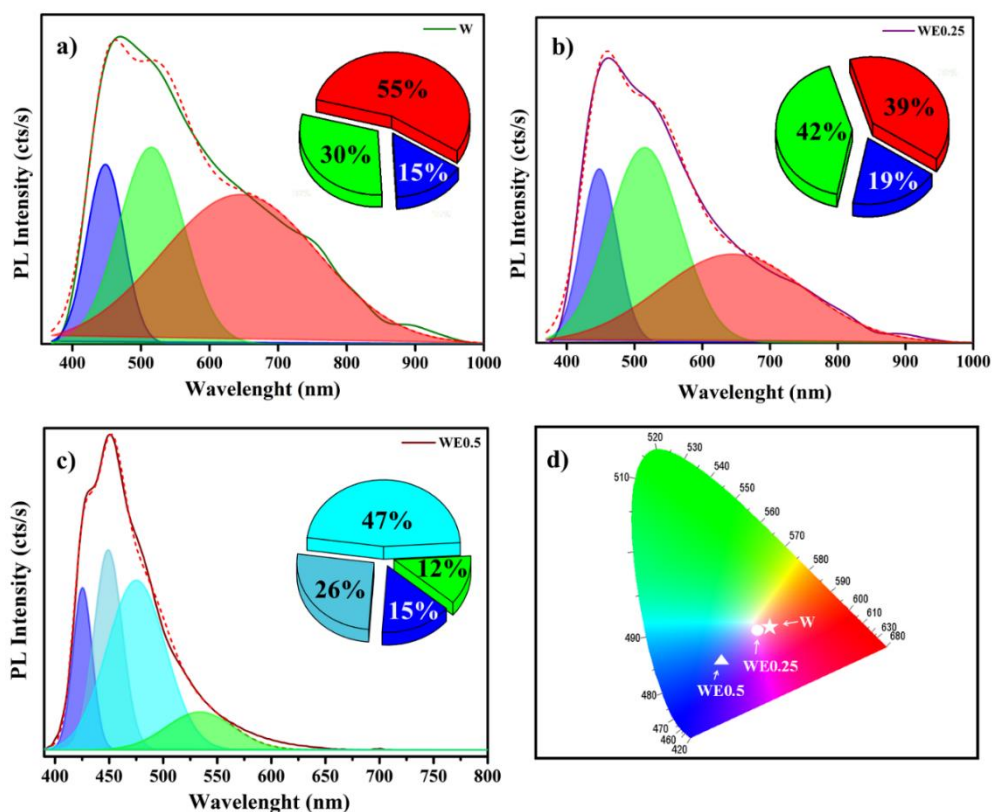 a)
W
55%
30%
15%
PL Intensity (cts/s)
400 500 600 700 800 900 1000
Wavelenght (nm)
b)
WE0.25
39%
42%
19%
PL Intensity (cts/s)
400 500 600 700 800 900 1000
Wavelenght (nm)
c)
WE0.5
47%
12%
26%
15%
PL Intensity (cts/s)
400 450 500 550 600 650 700 750 800
Wavelenght (nm)
d)
520
530
510
540
550
560
570
580
590
600
610
630
680
490
W
WE0.25
WE0.5
480
470
460
420